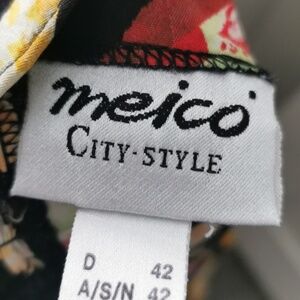 meico
CITY-STYLE
D 42
A/S/N 42